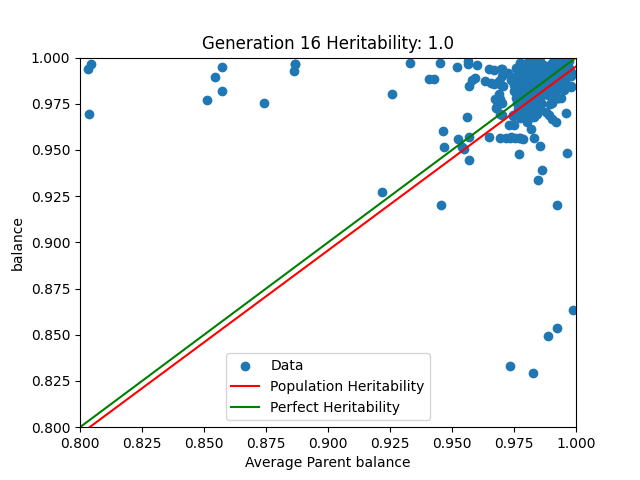 Generation 16 Heritability: 1.0
1.000
0.975
0.950
0.925
0.900
0.875
0.850
0.825
0.800
balance
Data
Population Heritability
Perfect Heritability
0.800 0.825 0.850 0.875 0.900 0.925 0.950 0.975 1.000
Average Parent balance